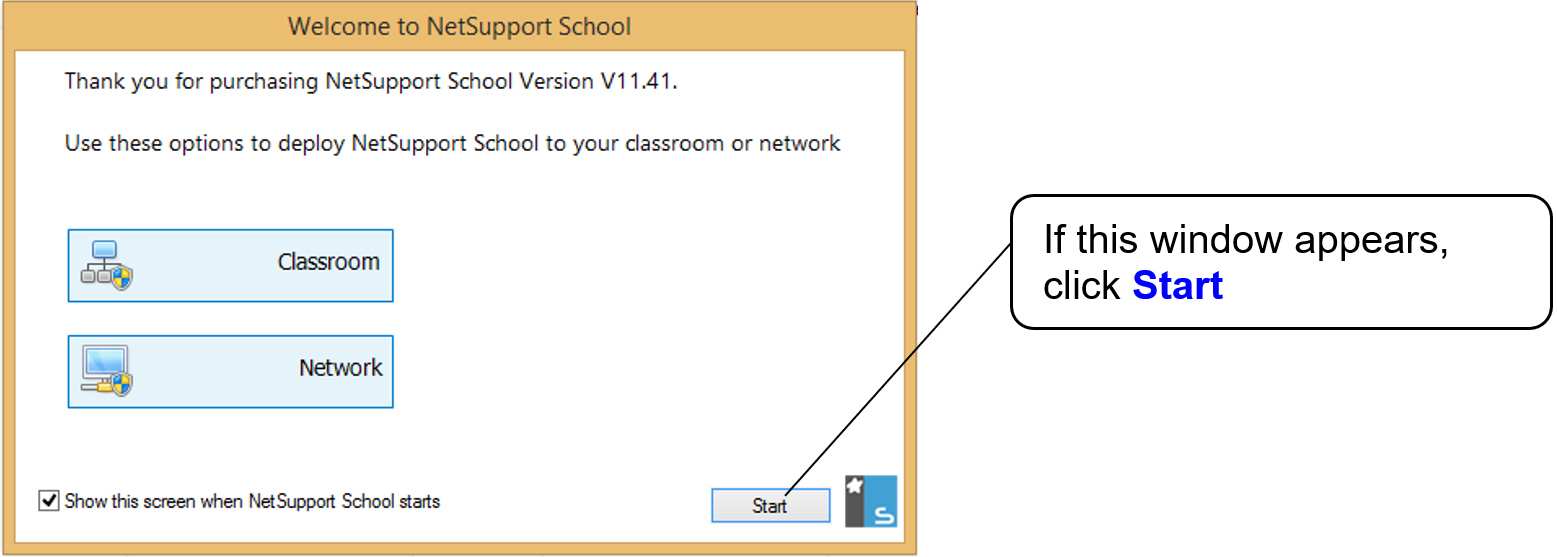 Welcome to NetSupport School
Thank you for purchasing NetSupport School Version V11.41.
Use these options to deploy NetSupport School to your classroom or network
Classroom
Network
Show this screen when NetSupport School starts
Start
S
If this window appears,
click Start